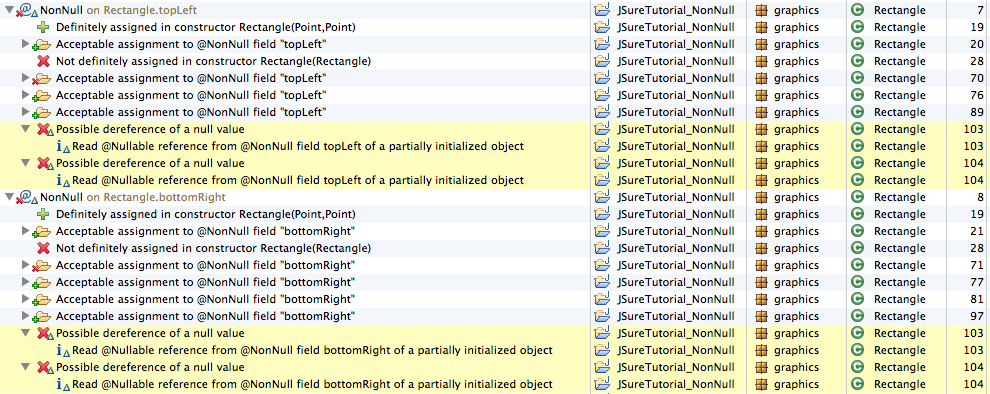 NonNull on Rectangle.topLeft JSureTutorial_NonNull graphics Rectangle 7
Definitely assigned in constructor Rectangle(Point,Point) JSureTutorial_NonNull graphics Rectangle 19
Acceptable assignment to @NonNull field "topLeft" JSureTutorial_NonNull graphics Rectangle 20
Not definitely assigned in constructor Rectangle(Rectangle) JSureTutorial_NonNull graphics Rectangle 28
Acceptable assignment to @NonNull field "topLeft" JSureTutorial_NonNull graphics Rectangle 70
Acceptable assignment to @NonNull field "topLeft" JSureTutorial_NonNull graphics Rectangle 76
Acceptable assignment to @NonNull field "topLeft" JSureTutorial_NonNull graphics Rectangle 89
Possible dereference of a null value JSureTutorial_NonNull graphics Rectangle 103
Read @Nullable reference from @NonNull field topLeft of a partially initialized object JSureTutorial_NonNull graphics Rectangle 103
Possible dereference of a null value JSureTutorial_NonNull graphics Rectangle 104
Read @Nullable reference from @NonNull field topLeft of a partially initialized object JSureTutorial_NonNull graphics Rectangle 104
NonNull on Rectangle.bottomRight JSureTutorial_NonNull graphics Rectangle 8
Definitely assigned in constructor Rectangle(Point,Point) JSureTutorial_NonNull graphics Rectangle 19
Acceptable assignment to @NonNull field "bottomRight" JSureTutorial_NonNull graphics Rectangle 21
Not definitely assigned in constructor Rectangle(Rectangle) JSureTutorial_NonNull graphics Rectangle 28
Acceptable assignment to @NonNull field "bottomRight" JSureTutorial_NonNull graphics Rectangle 71
Acceptable assignment to @NonNull field "bottomRight" JSureTutorial_NonNull graphics Rectangle 77
Acceptable assignment to @NonNull field "bottomRight" JSureTutorial_NonNull graphics Rectangle 81
Acceptable assignment to @NonNull field "bottomRight" JSureTutorial_NonNull graphics Rectangle 97
Possible dereference of a null value JSureTutorial_NonNull graphics Rectangle 103
Read @Nullable reference from @NonNull field bottomRight of a partially initialized object JSureTutorial_NonNull graphics Rectangle 103
Possible dereference of a null value JSureTutorial_NonNull graphics Rectangle 104
Read @Nullable reference from @NonNull field bottomRight of a partially initialized object JSureTutorial_NonNull graphics Rectangle 104